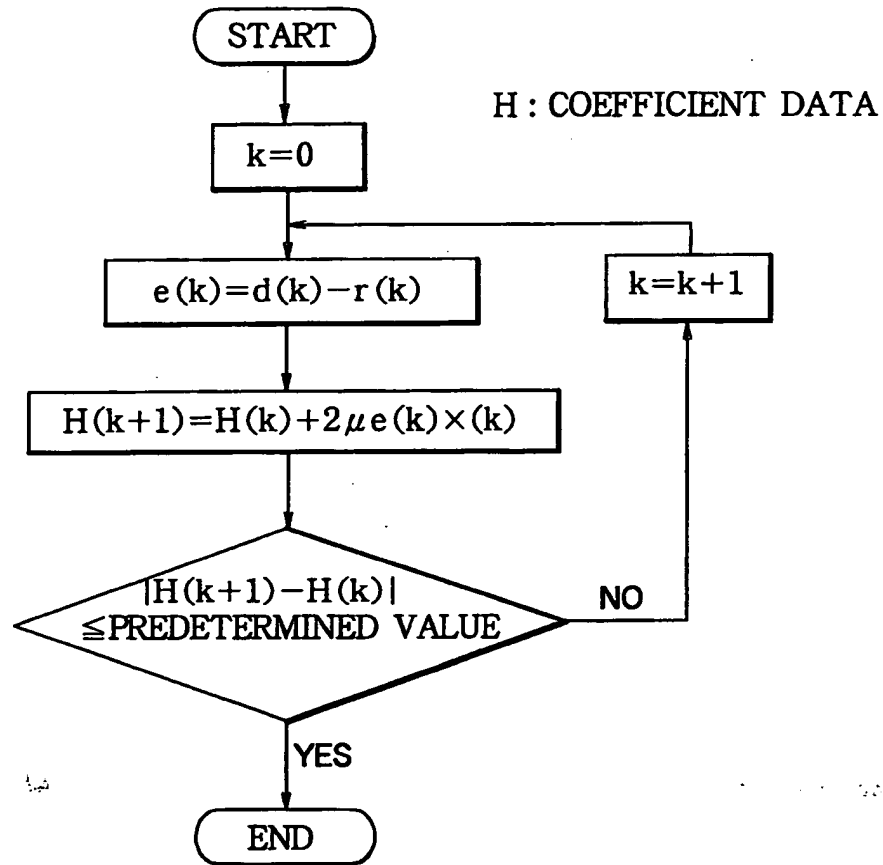 START
H : COEFFICIENT DATA
k=0
e(k)=d(k)−r(k)
k=k+1
H(k+1)=H(k)+2μe(k)×(k)
|H(k+1)−H(k)|
≦PREDETERMINED VALUE
NO
YES
END